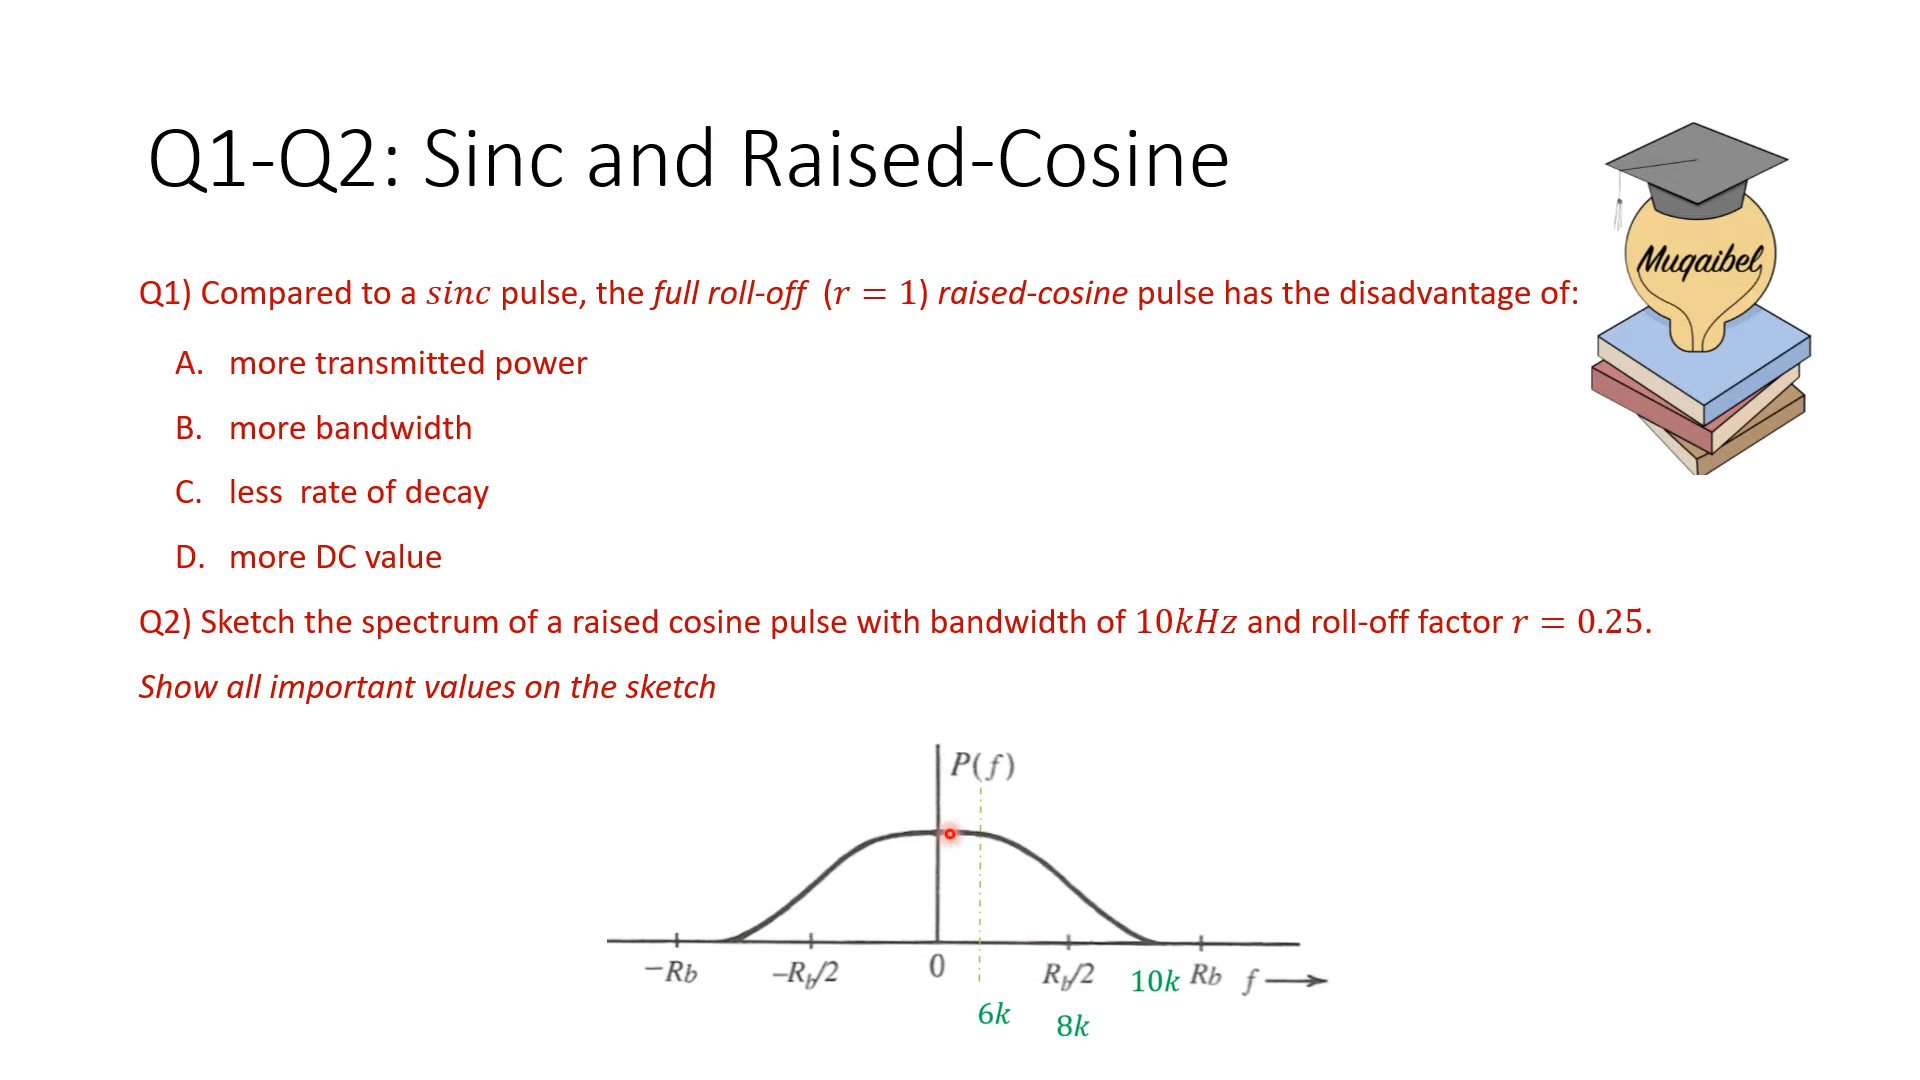 Q1-Q2: Sinc and Raised-Cosine
Muqaibel
Q1) Compared to a sinc pulse, the full roll-off (r = 1) raised-cosine pulse has the disadvantage of:
A. more transmitted power
B. more bandwidth
C. less rate of decay
D. more DC value
Q2) Sketch the spectrum of a raised cosine pulse with bandwidth of 10kHz and roll-off factor r = 0.25.
Show all important values on the sketch
P(f)
−Rb −R_b/2 0 R_b/2 10k Rb f
6k 8k